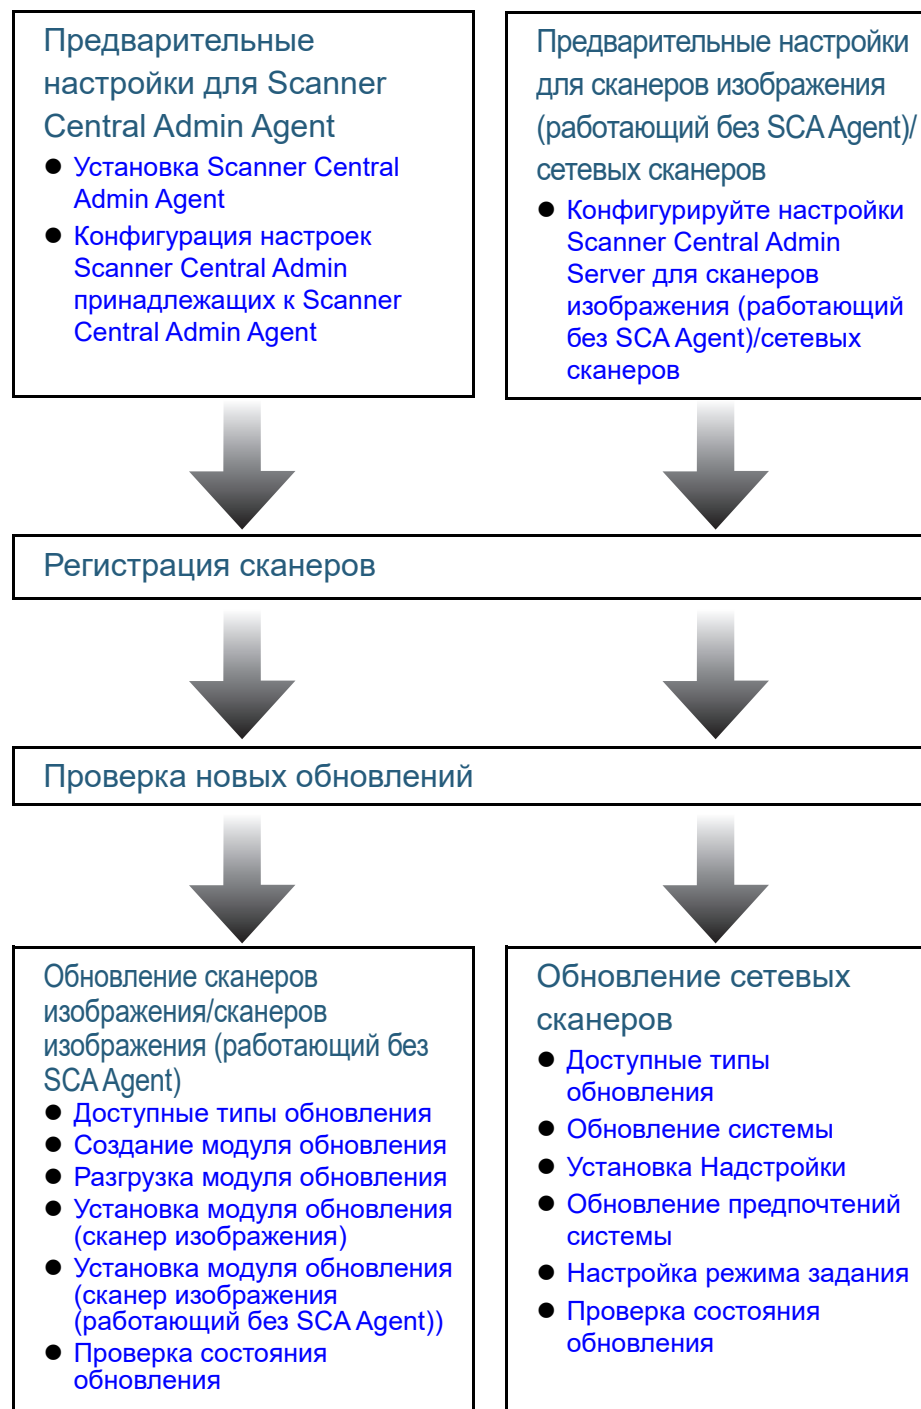 Предварительные
настройки для Scanner
Central Admin Agent
● Установка Scanner Central
Admin Agent
● Конфигурация настроек
Scanner Central Admin
принадлежащих к Scanner
Central Admin Agent
Предварительные настройки
для сканеров изображения
(работающий без SCA Agent)/
сетевых сканеров
● Конфигурируйте настройки
Scanner Central Admin
Server для сканеров
изображения (работающий
без SCA Agent)/сетевых
сканеров
Регистрация сканеров
Проверка новых обновлений
Обновление сканеров
изображения/сканеров
изображения (работающий без
SCA Agent)
● Доступные типы обновления
● Создание модуля обновления
● Разгрузка модуля обновления
● Установка модуля обновления
(сканер изображения)
● Установка модуля обновления
(сканер изображения
(работающий без SCA Agent))
● Проверка состояния
обновления
Обновление сетевых
сканеров
● Доступные типы
обновления
● Обновление системы
● Установка Надстройки
● Обновление предпочтений
системы
● Настройка режима задания
● Проверка состояния
обновления